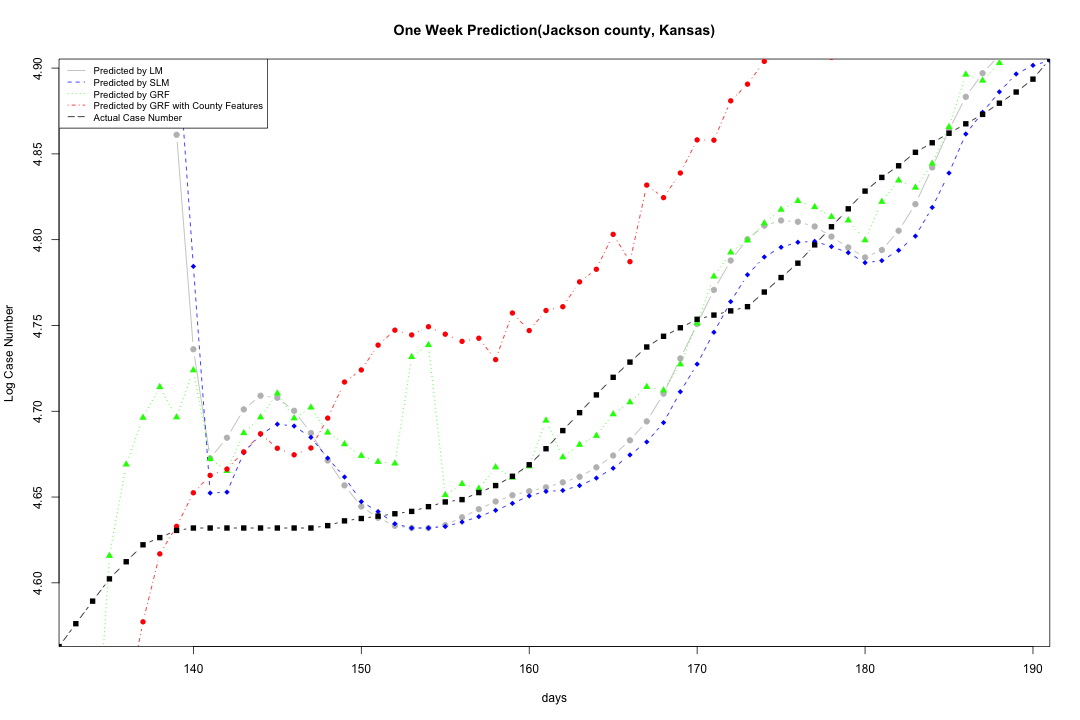 One Week Prediction(Jackson county, Kansas)
Predicted by LM
Predicted by SLM
Predicted by GRF
Predicted by GRF with County Features
Actual Case Number
4.90
4.85
4.80
4.75
4.70
4.65
4.60
Log Case Number
140 150 160 170 180 190
days